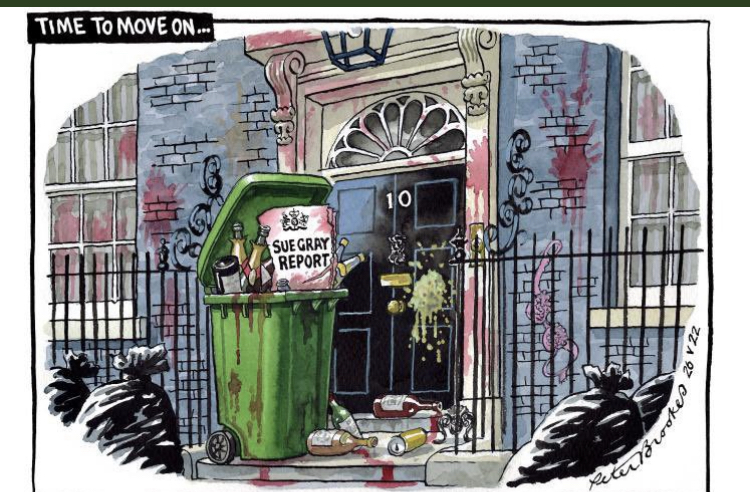 TIME TO MOVE ON...
10
SUE GRAY
REPORT
Peter Brookes 26 V 22